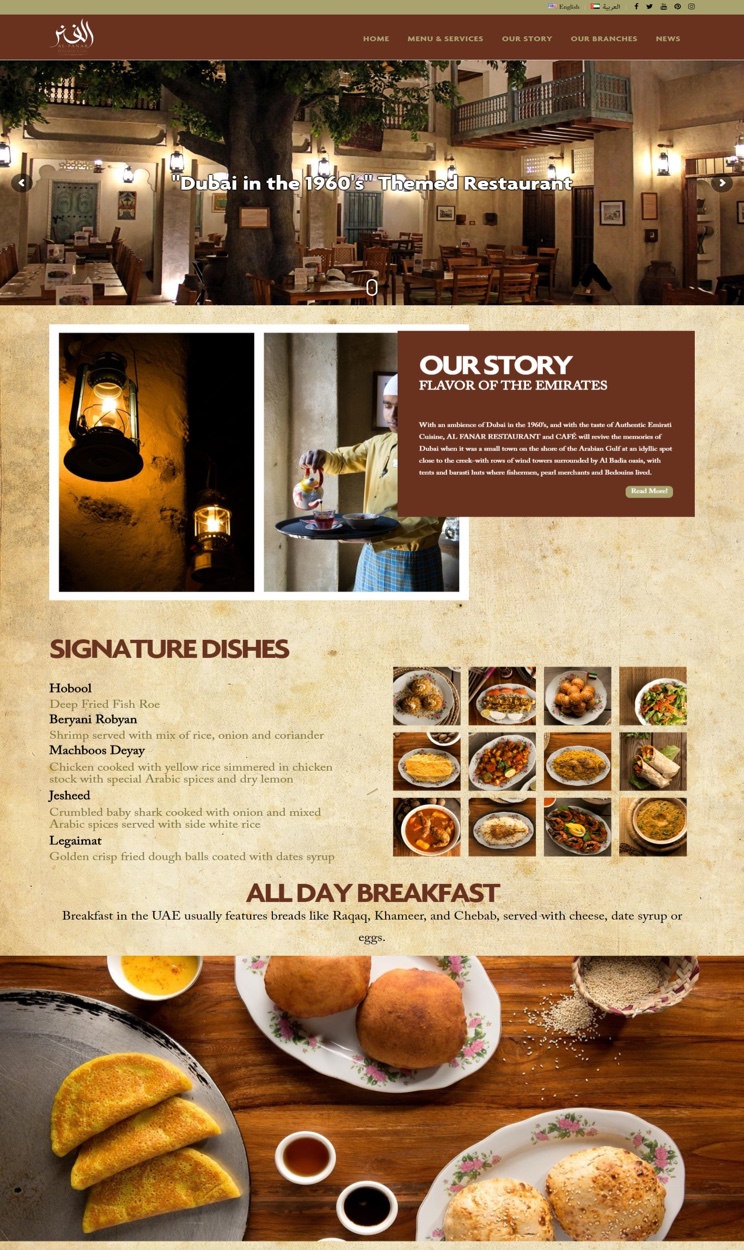 English العربية
الفنر
AL FANAR
HOME MENU & SERVICES OUR STORY OUR BRANCHES NEWS
"Dubai in the 1960's" Themed Restaurant
OUR STORY
FLAVOR OF THE EMIRATES
With an ambience of Dubai in the 1960's, and with the taste of Authentic Emirati
Cuisine, AL FANAR RESTAURANT and CAFÉ will revive the memories of
Dubai when it was a small town on the shore of the Arabian Gulf at an idyllic spot
close to the creek-with rows of wind towers surrounded by Al Badia oasis, with
tents and barasti huts where fishermen, pearl merchants and Bedouins lived.
Read More!
SIGNATURE DISHES
Hobool
Deep Fried Fish Roe
Beryani Robyan
Shrimp served with mix of rice, onion and coriander
Machboos Deyay
Chicken cooked with yellow rice simmered in chicken
stock with special Arabic spices and dry lemon
Jesheed
Crumbled baby shark cooked with onion and mixed
Arabic spices served with side white rice
Legaimat
Golden crisp fried dough balls coated with dates syrup
ALL DAY BREAKFAST
Breakfast in the UAE usually features breads like Raqaq, Khameer, and Chebab, served with cheese, date syrup or
eggs.